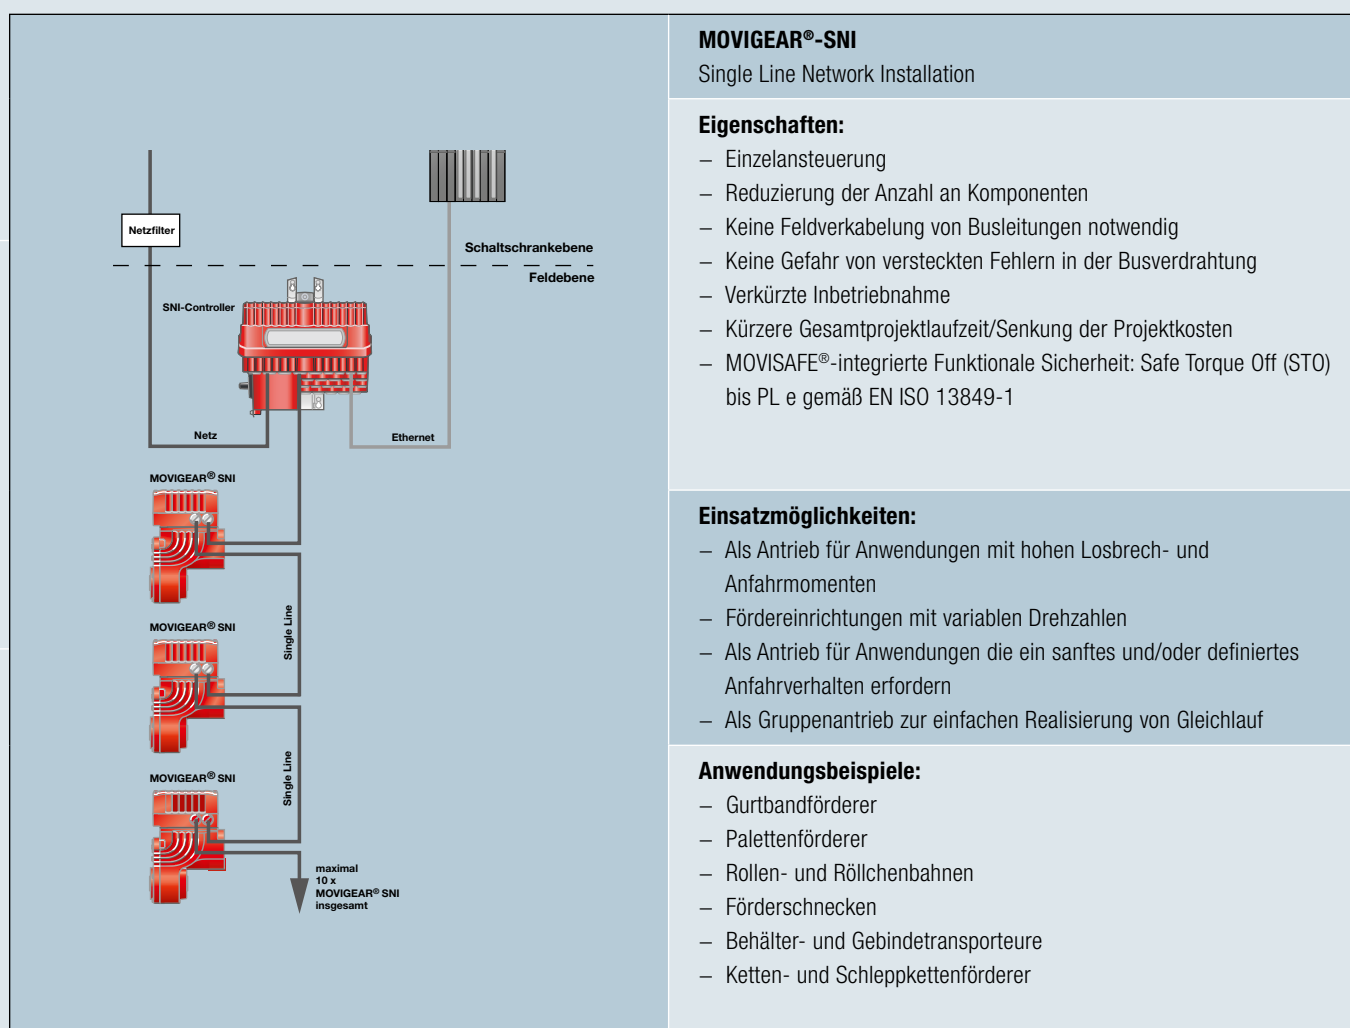 Netzfilter
Schaltschrankebene
Feldebene
SNI-Controller
Netz
Ethernet
MOVIGEAR® SNI
Single Line
MOVIGEAR® SNI
Single Line
MOVIGEAR® SNI
maximal
10 x
MOVIGEAR® SNI
insgesamt
MOVIGEAR®-SNI
Single Line Network Installation
Eigenschaften:
– Einzelansteuerung
– Reduzierung der Anzahl an Komponenten
– Keine Feldverkabelung von Busleitungen notwendig
– Keine Gefahr von versteckten Fehlern in der Busverdrahtung
– Verkürzte Inbetriebnahme
– Kürzere Gesamtprojektlaufzeit/Senkung der Projektkosten
– MOVISAFE®-integrierte Funktionale Sicherheit: Safe Torque Off (STO)
bis PL e gemäß EN ISO 13849-1
Einsatzmöglichkeiten:
– Als Antrieb für Anwendungen mit hohen Losbrech- und
Anfahrmomenten
– Fördereinrichtungen mit variablen Drehzahlen
– Als Antrieb für Anwendungen die ein sanftes und/oder definiertes
Anfahrverhalten erfordern
– Als Gruppenantrieb zur einfachen Realisierung von Gleichlauf
Anwendungsbeispiele:
– Gurtbandförderer
– Palettenförderer
– Rollen- und Röllchenbahnen
– Förderschnecken
– Behälter- und Gebindetransporteure
– Ketten- und Schleppkettenförderer